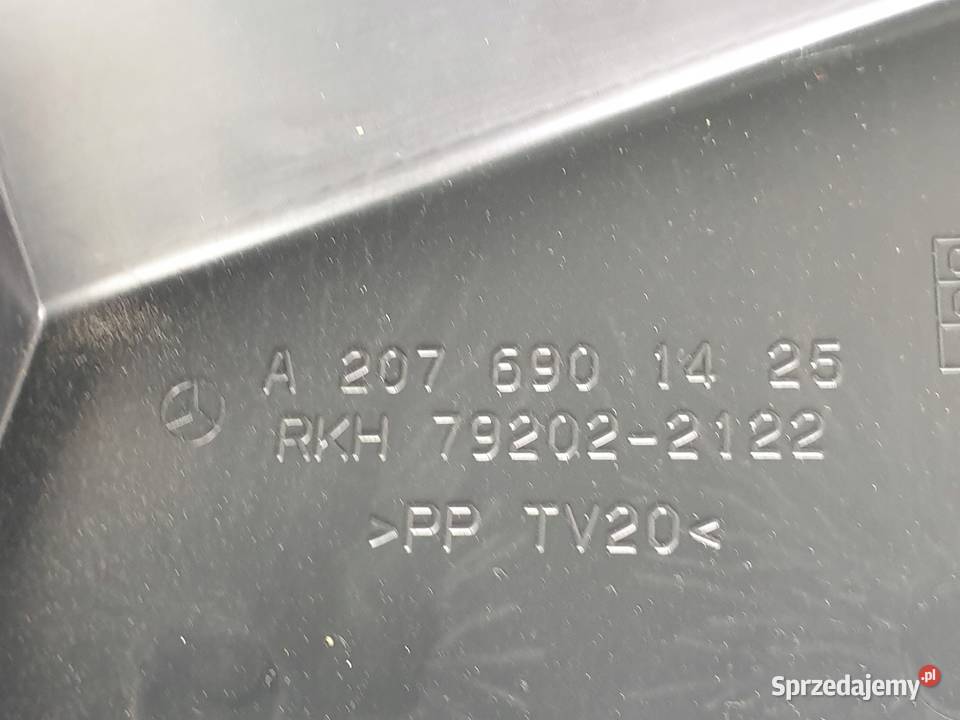 A 207 690 14 25
RKH 79202-2122
>PP TV20<
Sprzedajemy.pl